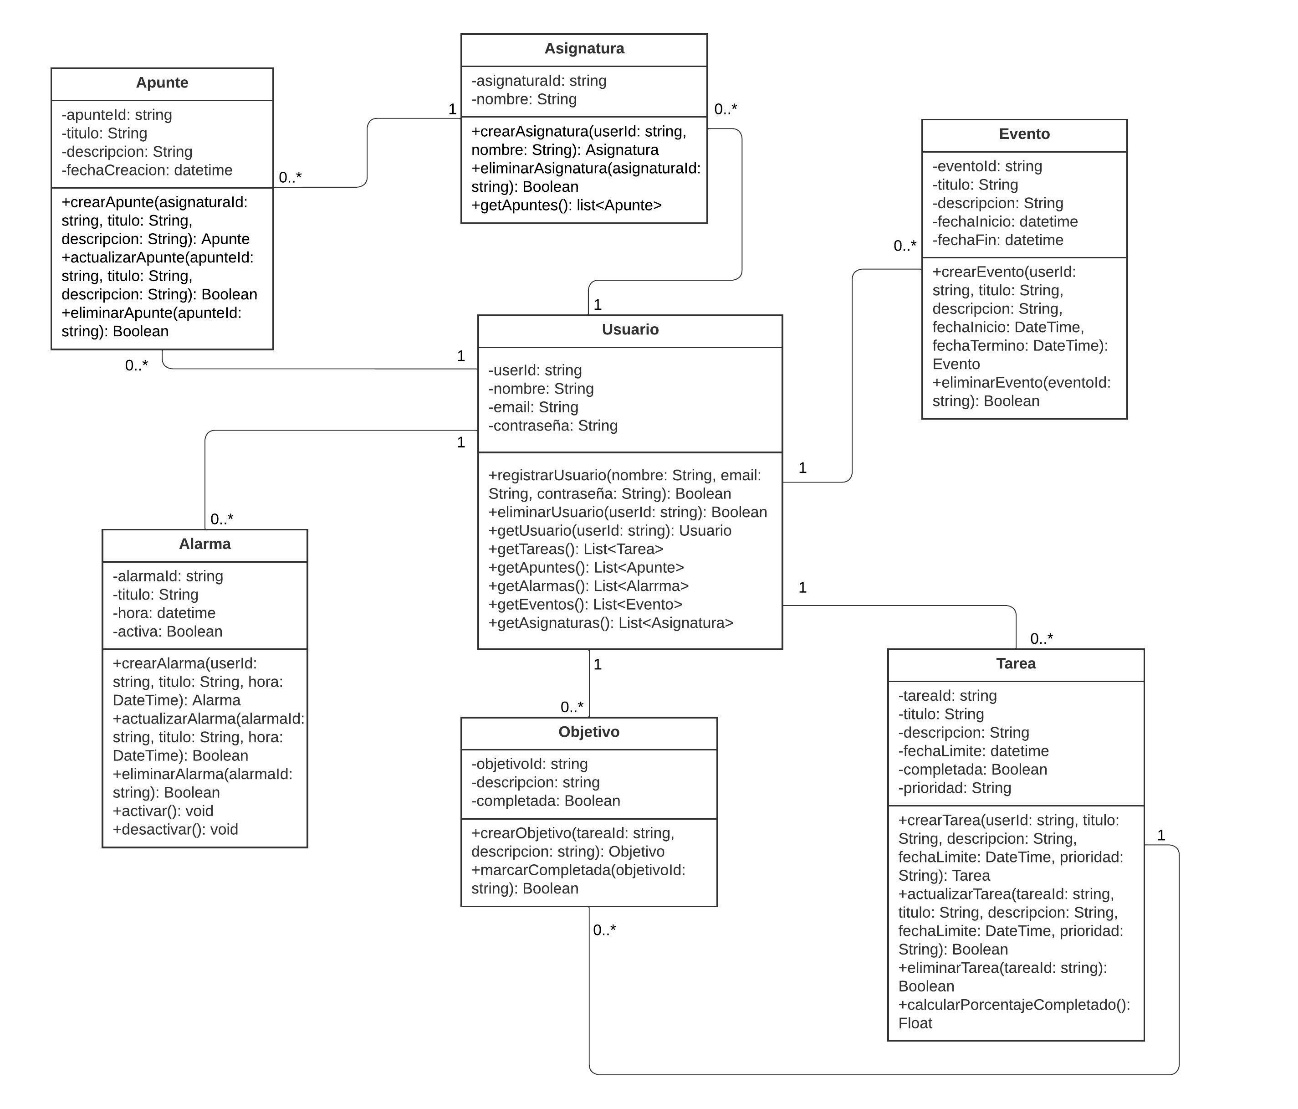 Asignatura
-asignaturaId: string
-nombre: String
+crearAsignatura(userId: string,
nombre: String): Asignatura
+eliminarAsignatura(asignaturaId:
string): Boolean
+getApuntes(): list<Apunte>
1
0..*
Apunte
-apunteId: string
-titulo: String
-descripcion: String
-fechaCreacion: datetime
+crearApunte(asignaturaId:
string, titulo: String,
descripcion: String): Apunte
+actualizarApunte(apunteId:
string, titulo: String,
descripcion: String): Boolean
+eliminarApunte(apunteId:
string): Boolean
0..*
0..*
Evento
-eventoId: string
-titulo: String
-descripcion: String
-fechaInicio: datetime
-fechaFin: datetime
+crearEvento(userId:
string, titulo: String,
descripcion: String,
fechaInicio: DateTime,
fechaTermino: DateTime):
Evento
+eliminarEvento(eventoId:
string): Boolean
0..*
1
Usuario
-userId: string
-nombre: String
-email: String
-contraseña: String
+registrarUsuario(nombre: String, email:
String, contraseña: String): Boolean
+eliminarUsuario(userId: string): Boolean
+getUsuario(userId: string): Usuario
+getTareas(): List<Tarea>
+getApuntes(): List<Apunte>
+getAlarmas(): List<Alarrma>
+getEventos(): List<Evento>
+getAsignaturas(): List<Asignatura>
1
1
1
1
1
0..*
Alarma
-alarmaId: string
-titulo: String
-hora: datetime
-activa: Boolean
+crearAlarma(userId:
string, titulo: String, hora:
DateTime): Alarma
+actualizarAlarma(alarmaId:
string, titulo: String, hora:
DateTime): Boolean
+eliminarAlarma(alarmaId:
string): Boolean
+activar(): void
+desactivar(): void
0..*
Objetivo
-objetivoId: string
-descripcion: string
-completada: Boolean
+crearObjetivo(tareaId: string,
descripcion: string): Objetivo
+marcarCompletada(objetivoId:
string): Boolean
0..*
0..*
Tarea
-tareaId: string
-titulo: String
-descripcion: String
-fechaLimite: datetime
-completada: Boolean
-prioridad: String
+crearTarea(userId: string, titulo:
String, descripcion: String,
fechaLimite: DateTime, prioridad:
String): Tarea
+actualizarTarea(tareaId: string,
titulo: String, descripcion: String,
fechaLimite: DateTime, prioridad:
String): Boolean
+eliminarTarea(tareaId: string):
Boolean
+calcularPorcentajeCompletado():
Float
1